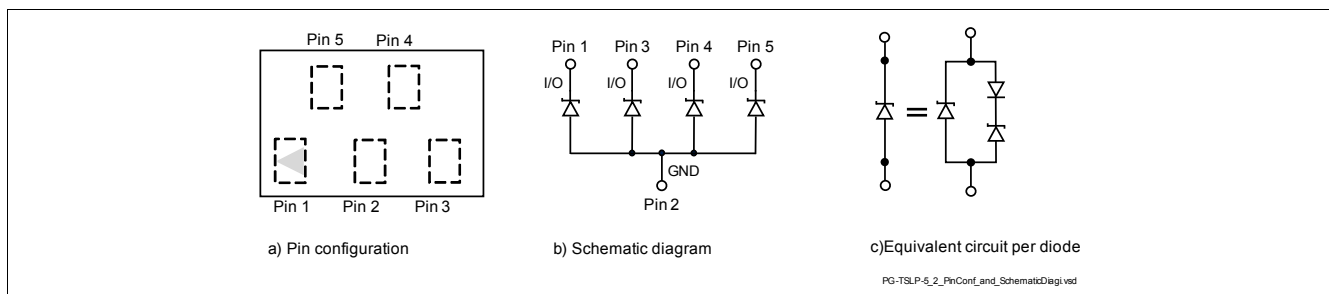 Pin 5 Pin 4
Pin 1 Pin 2 Pin 3
a) Pin configuration
Pin 1 Pin 3 Pin 4 Pin 5
I/O I/O I/O I/O
GND
Pin 2
b) Schematic diagram
c)Equivalent circuit per diode
PG-TSLP-5_2_PinConf_and_SchematicDiagi.vsd